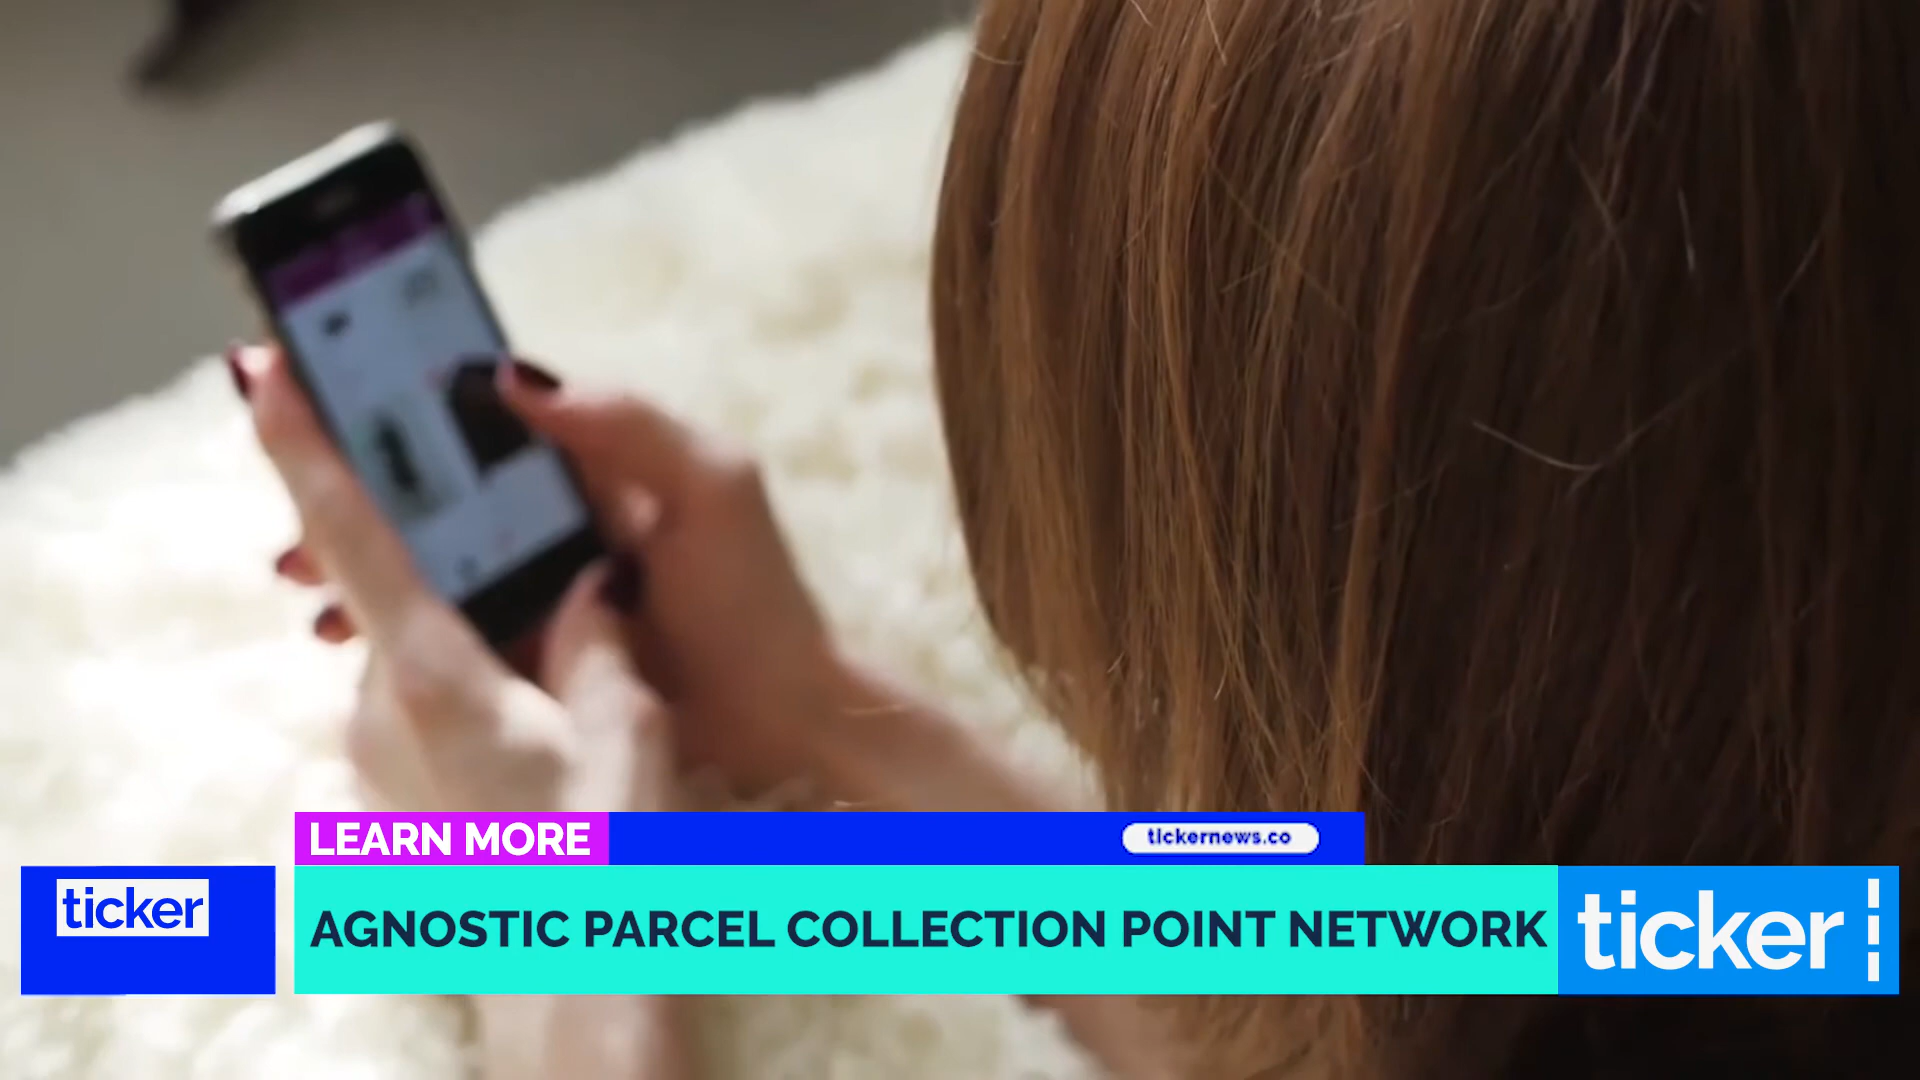 LEARN MORE
tickernews.co
ticker
AGNOSTIC PARCEL COLLECTION POINT NETWORK
ticker